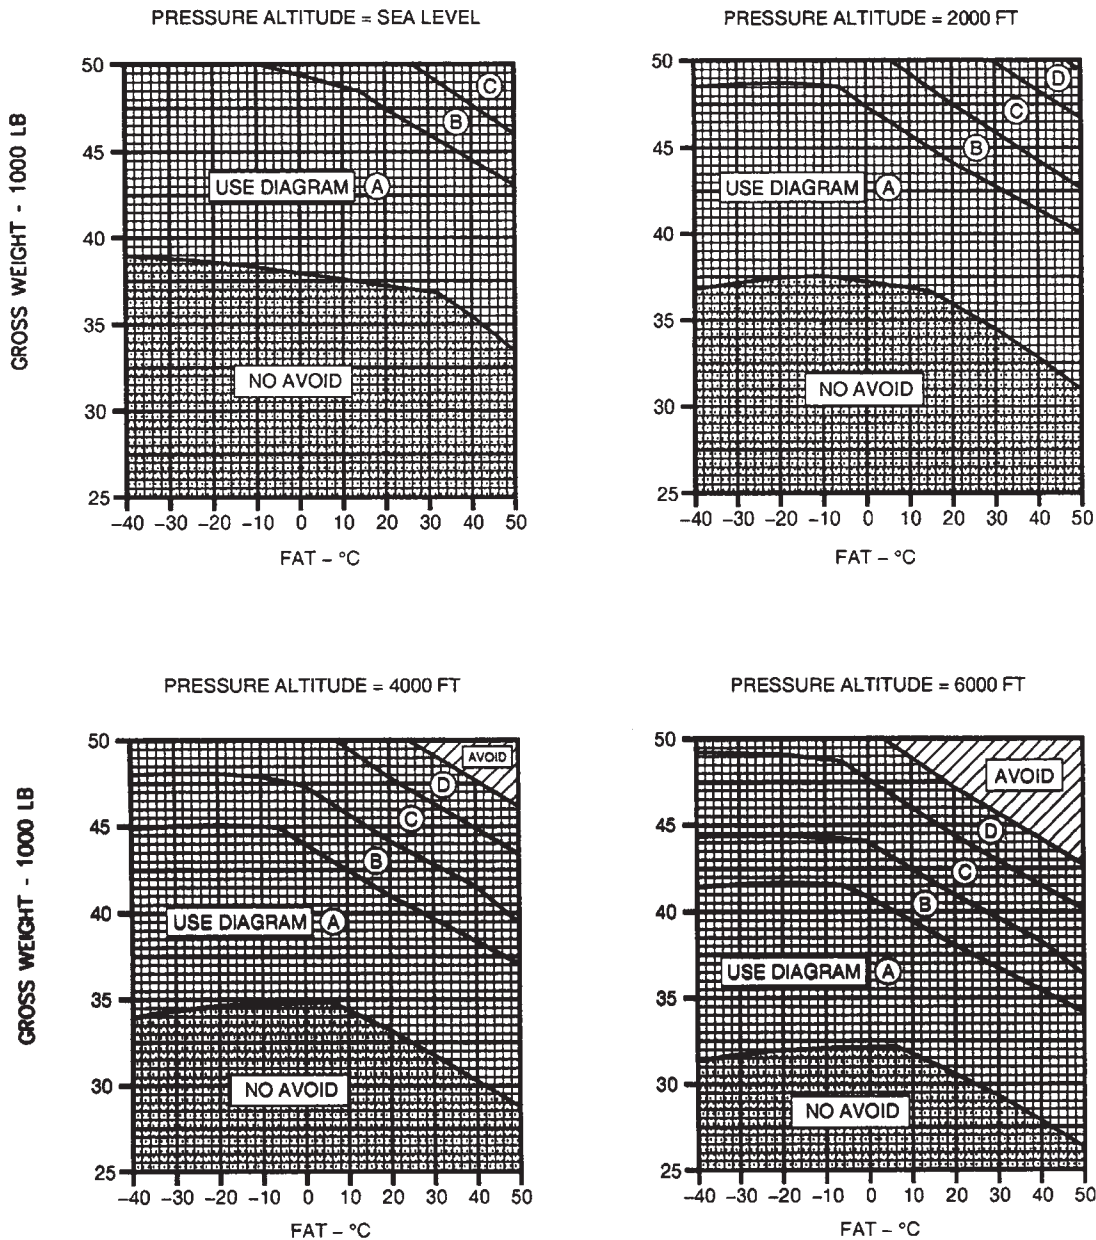 PRESSURE ALTITUDE = SEA LEVEL
GROSS WEIGHT - 1000 LB
50
45
40
35
30
25
C
B
USE DIAGRAM A
NO AVOID
−40 −30 −20 −10 0 10 20 30 40 50
FAT – °C
PRESSURE ALTITUDE = 2000 FT
50
45
40
35
30
25
D
C
B
USE DIAGRAM A
NO AVOID
−40 −30 −20 −10 0 10 20 30 40 50
FAT – °C
PRESSURE ALTITUDE = 4000 FT
GROSS WEIGHT - 1000 LB
50
45
40
35
30
25
AVOID
D
C
B
USE DIAGRAM A
NO AVOID
−40 −30 −20 −10 0 10 20 30 40 50
FAT – °C
PRESSURE ALTITUDE = 6000 FT
50
45
40
35
30
25
AVOID
D
C
B
USE DIAGRAM A
NO AVOID
−40 −30 −20 −10 0 10 20 30 40 50
FAT – °C